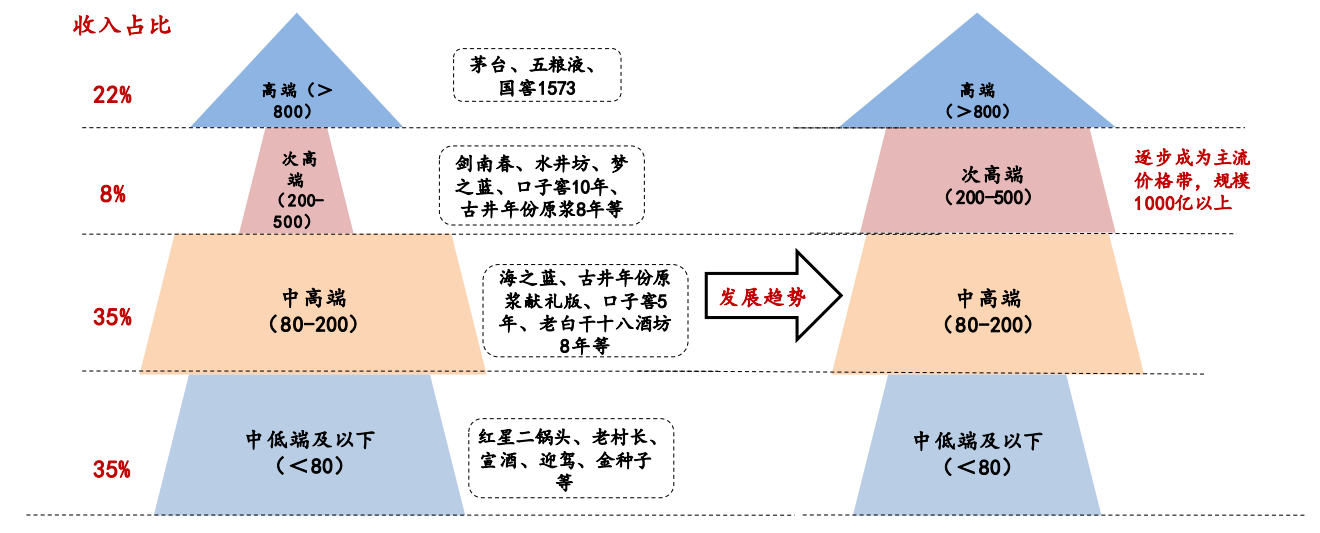 收入占比
22%
高端（＞
800）
茅台、五粮液、
国窖1573
8%
次高
端
（200-
500）
剑南春、水井坊、梦
之蓝、口子窖10年、
古井年份原浆8年等
35%
中高端
（80-200）
海之蓝、古井年份原
浆献礼版、口子窖5
年、老白干十八酒坊
8年等
35%
中低端及以下
（＜80）
红星二锅头、老村长、
宣酒、迎驾、金种子
等
发展趋势
高端
（＞800）
次高端
（200-500）
逐步成为主流
价格带，规模
1000亿以上
中高端
（80-200）
中低端及以下
（＜80）